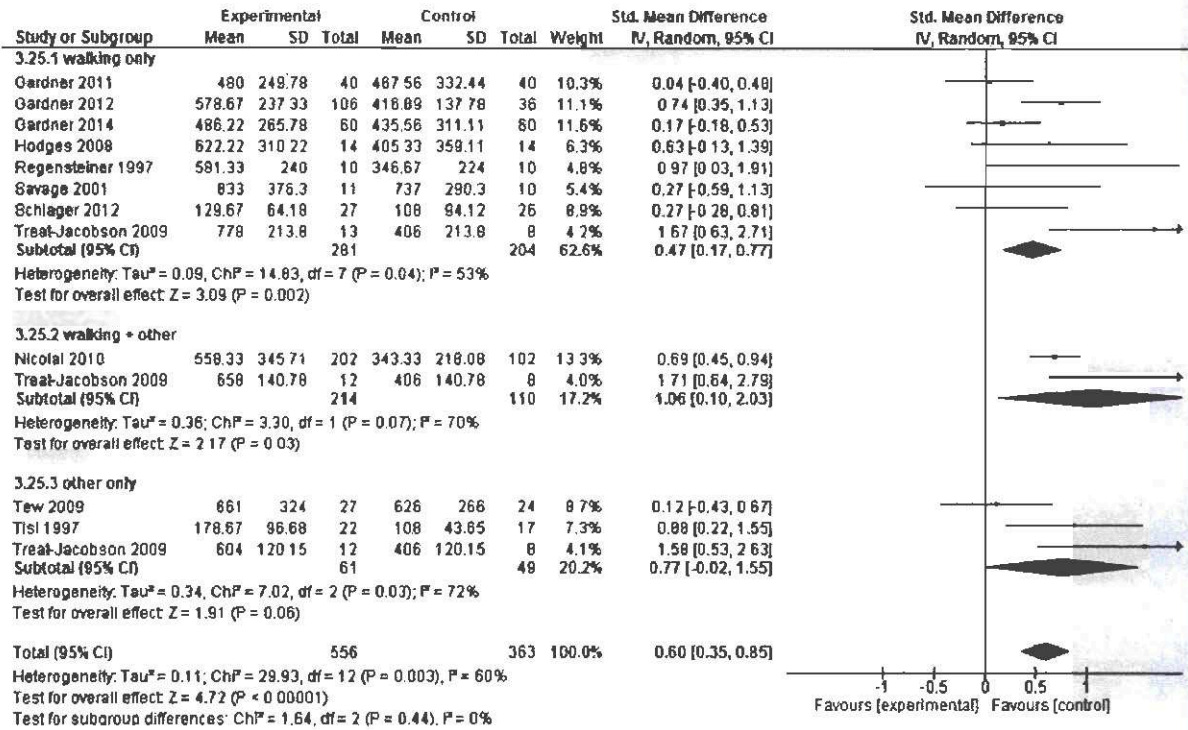 Experimental Control Std. Mean Difference Std. Mean Difference
Study or Subgroup Mean SD Total Mean SD Total Weight IV, Random, 95% CI IV, Random, 95% CI
3.25.1 walking only
Gardner 2011 480 249.78 40 467.56 332.44 40 10.3% 0.04 [-0.40, 0.48]
Gardner 2012 578.67 237.33 106 416.89 137.78 36 11.1% 0.74 [0.35, 1.13]
Gardner 2014 486.22 265.78 60 435.56 311.11 60 11.6% 0.17 [-0.18, 0.53]
Hodges 2008 622.22 310.22 14 405.33 359.11 14 6.3% 0.63 [-0.13, 1.39]
Regensteiner 1997 581.33 240 10 346.67 224 10 4.8% 0.97 [0.03, 1.91]
Savage 2001 833 376.3 11 737 290.3 10 5.4% 0.27 [-0.59, 1.13]
Schlager 2012 129.67 64.18 27 108 94.12 26 8.9% 0.27 [-0.28, 0.81]
Treat-Jacobson 2009 778 213.8 13 406 213.8 8 4.2% 1.67 [0.63, 2.71]
Subtotal (95% CI) 281 204 62.6% 0.47 [0.17, 0.77]
Heterogeneity: Tau² = 0.09, Chi² = 14.83, df = 7 (P = 0.04); I² = 53%
Test for overall effect: Z = 3.09 (P = 0.002)
3.25.2 walking + other
Nicolai 2010 558.33 345.71 202 343.33 218.08 102 13.3% 0.69 [0.45, 0.94]
Treat-Jacobson 2009 658 140.78 12 406 140.78 8 4.0% 1.71 [0.64, 2.79]
Subtotal (95% CI) 214 110 17.2% 1.06 [0.10, 2.03]
Heterogeneity: Tau² = 0.36; Chi² = 3.30, df = 1 (P = 0.07); I² = 70%
Test for overall effect: Z = 2.17 (P = 0.03)
3.25.3 other only
Tew 2009 661 324 27 626 266 24 8.7% 0.12 [-0.43, 0.67]
Tisi 1997 178.67 96.68 22 108 43.65 17 7.3% 0.88 [0.22, 1.55]
Treat-Jacobson 2009 604 120.15 12 406 120.15 8 4.1% 1.58 [0.53, 2.63]
Subtotal (95% CI) 61 49 20.2% 0.77 [-0.02, 1.55]
Heterogeneity: Tau² = 0.34, Chi² = 7.02, df = 2 (P = 0.03); I² = 72%
Test for overall effect: Z = 1.91 (P = 0.06)
Total (95% CI) 556 363 100.0% 0.60 [0.35, 0.85]
Heterogeneity: Tau² = 0.11; Chi² = 29.93, df = 12 (P = 0.003), I² = 60%
Test for overall effect: Z = 4.72 (P < 0.00001)
Test for subgroup differences: Chi² = 1.64, df = 2 (P = 0.44), I² = 0%
-1 -0.5 0 0.5 1
Favours [experimental] Favours [control]